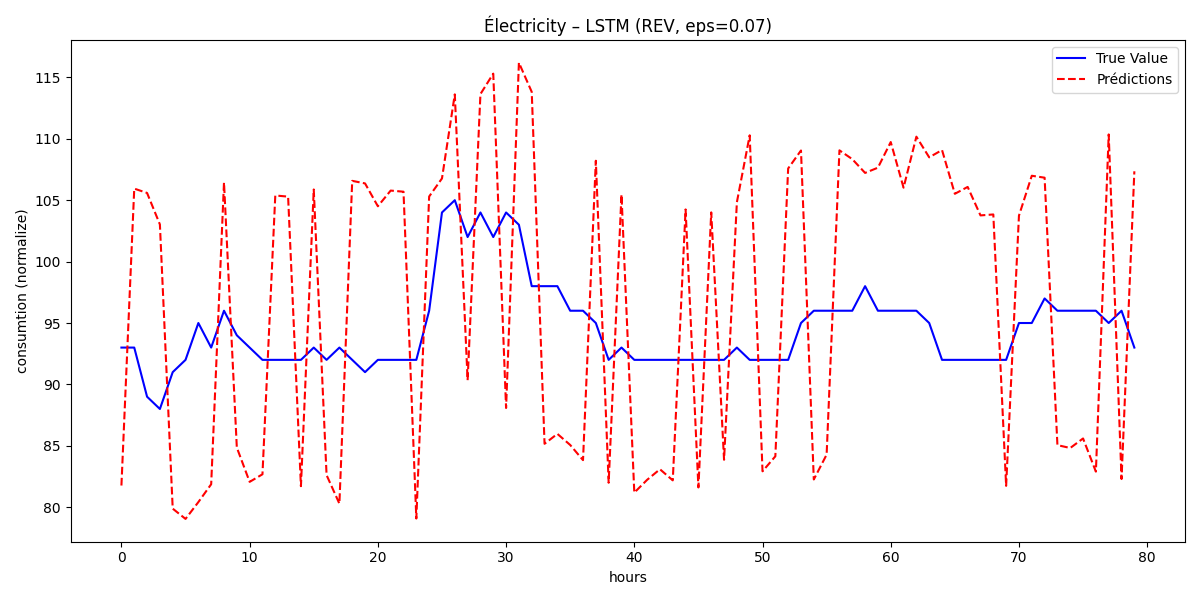 Électricity – LSTM (REV, eps=0.07)
True Value
Prédictions
consumtion (normalize)
115
110
105
100
95
90
85
80
0 10 20 30 40 50 60 70 80
hours